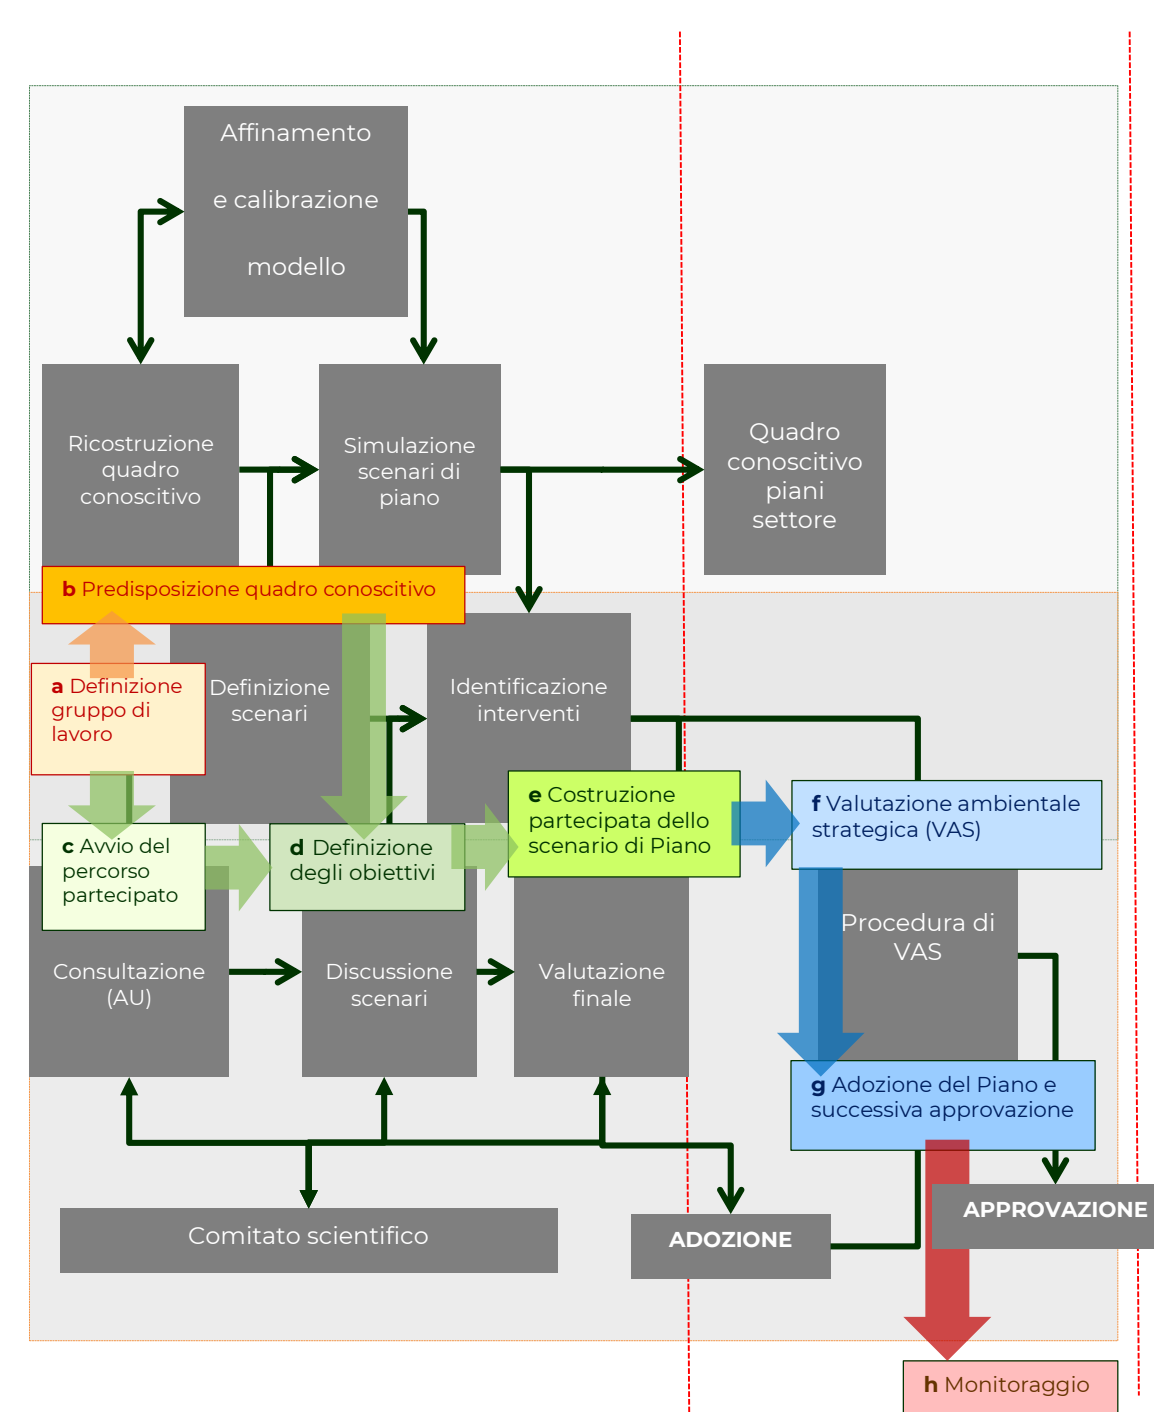 Affinamento
e calibrazione
modello
Ricostruzione
quadro
conoscitivo
Simulazione
scenari di
piano
Quadro
conoscitivo
piani
settore
b Predisposizione quadro conoscitivo
a Definizione
gruppo di
lavoro
Definizione
scenari
Identificazione
interventi
c Avvio del
percorso
partecipato
d Definizione
degli obiettivi
e Costruzione
partecipata dello
scenario di Piano
f Valutazione ambientale
strategica (VAS)
Consultazione
(AU)
Discussione
scenari
Valutazione
finale
Procedura di
VAS
g Adozione del Piano e
successiva approvazione
Comitato scientifico
ADOZIONE
APPROVAZIONE
h Monitoraggio